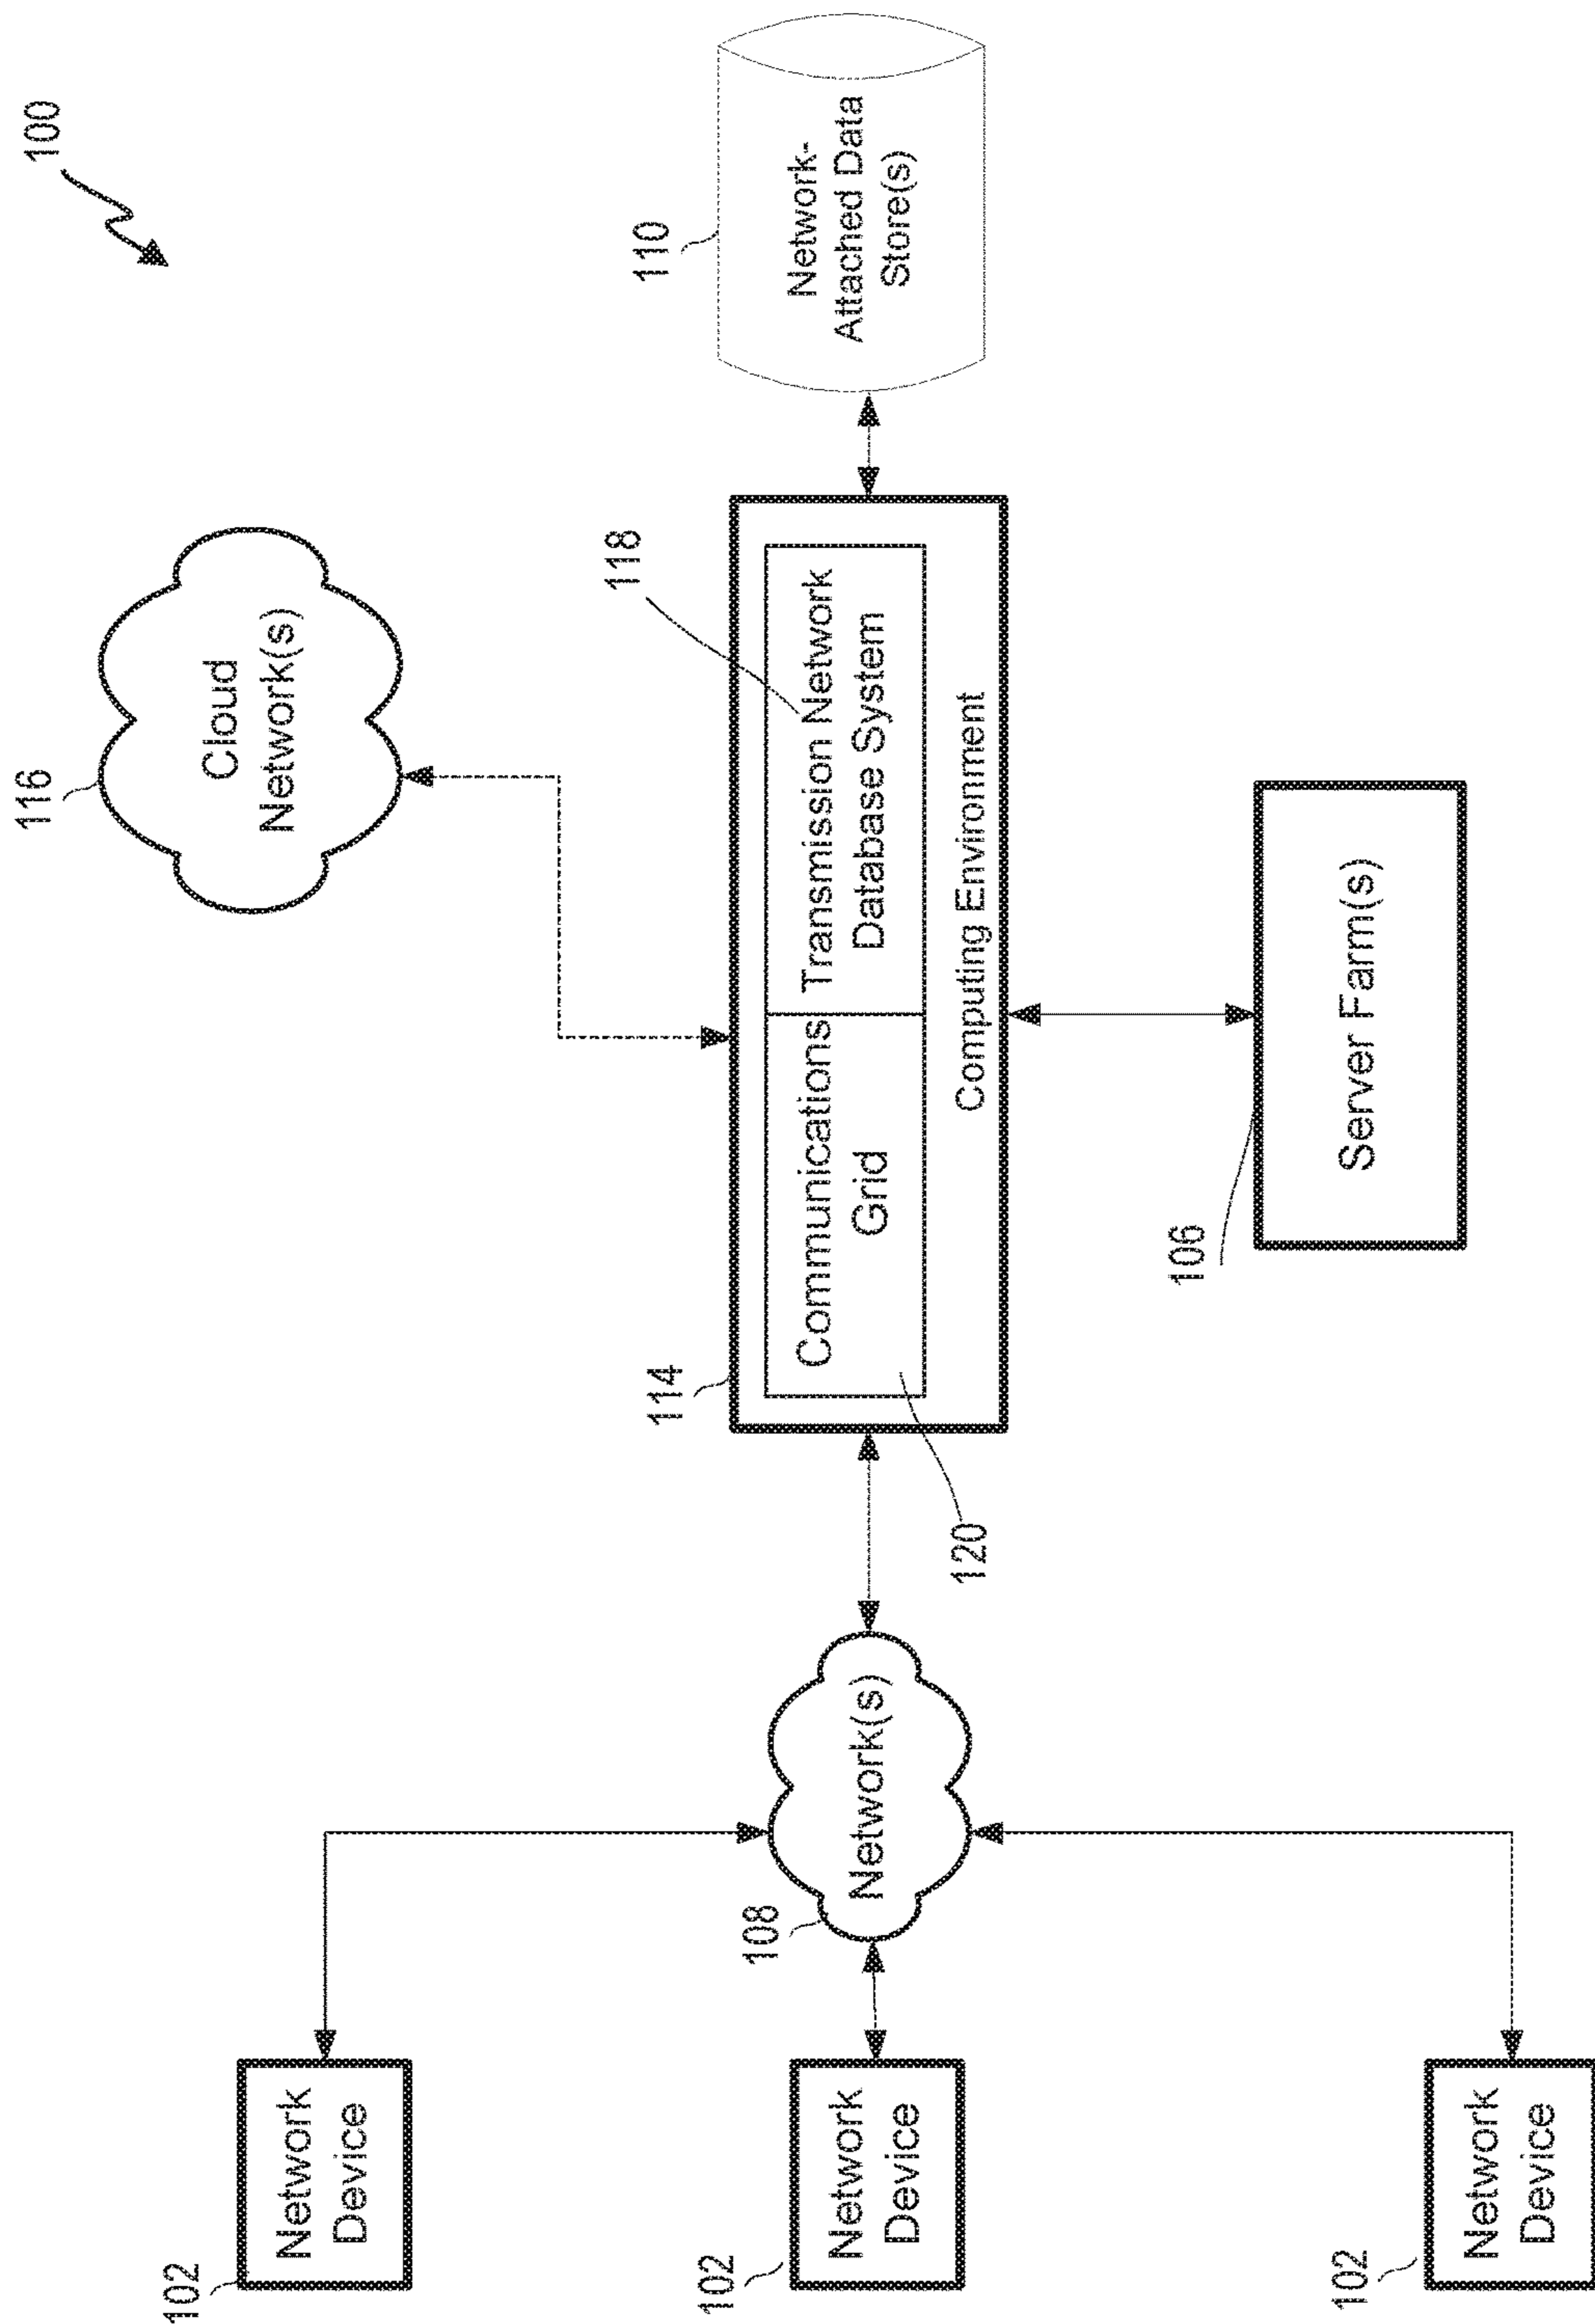 100
116
Cloud
Network(s)
110
Network-
Attached Data
Store(s)
118
114
Communications
Grid
Transmission Network
Database System
Computing Environment
120
106
Server Farm(s)
108
Network(s)
102
Network
Device
102
Network
Device
102
Network
Device